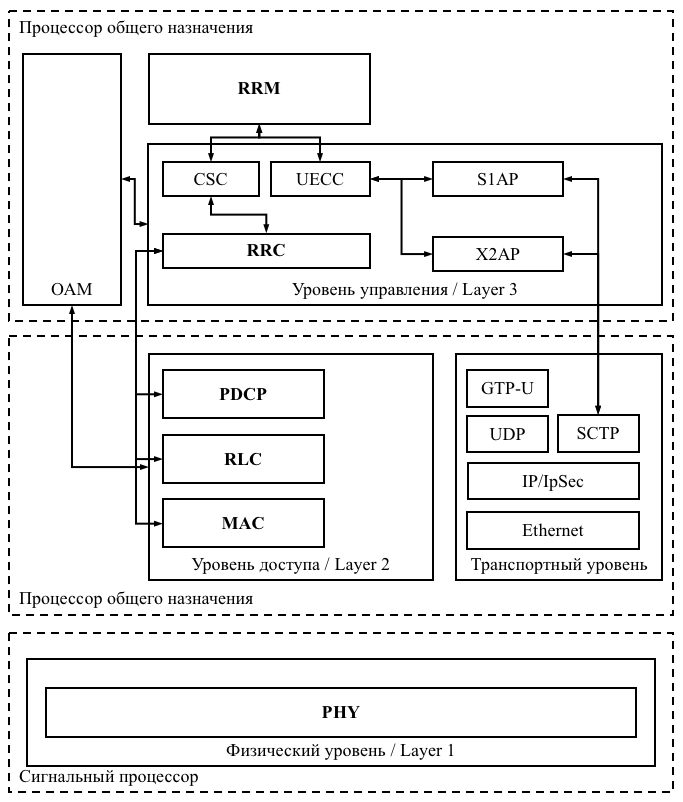 Процессор общего назначения
RRM
CSC
UECC
S1AP
RRC
X2AP
OAM
Уровень управления / Layer 3
PDCP
GTP-U
UDP
SCTP
RLC
IP/IpSec
MAC
Ethernet
Уровень доступа / Layer 2
Транспортный уровень
Процессор общего назначения
PHY
Физический уровень / Layer 1
Сигнальный процессор